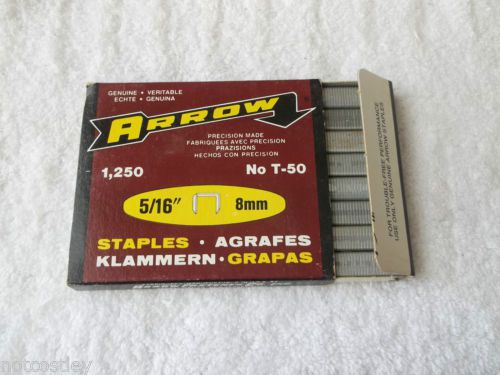 GENUINE • VERITABLE
ECHTE • GENUINA
ARROW
PRECISION MADE
FABRIQUEES AVEC PRECISION
PRAZISIONS
HECHOS CON PRECISION
1,250 No T-50
5/16" 8mm
STAPLES • AGRAFES
KLAMMERN • GRAPAS
FOR TROUBLE-FREE PERFORMANCE
USE ONLY GENUINE ARROW STAPLES
notcostley